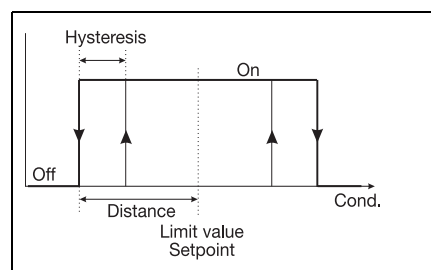 Hysteresis
On
Off
Distance
Cond.
Limit value
Setpoint